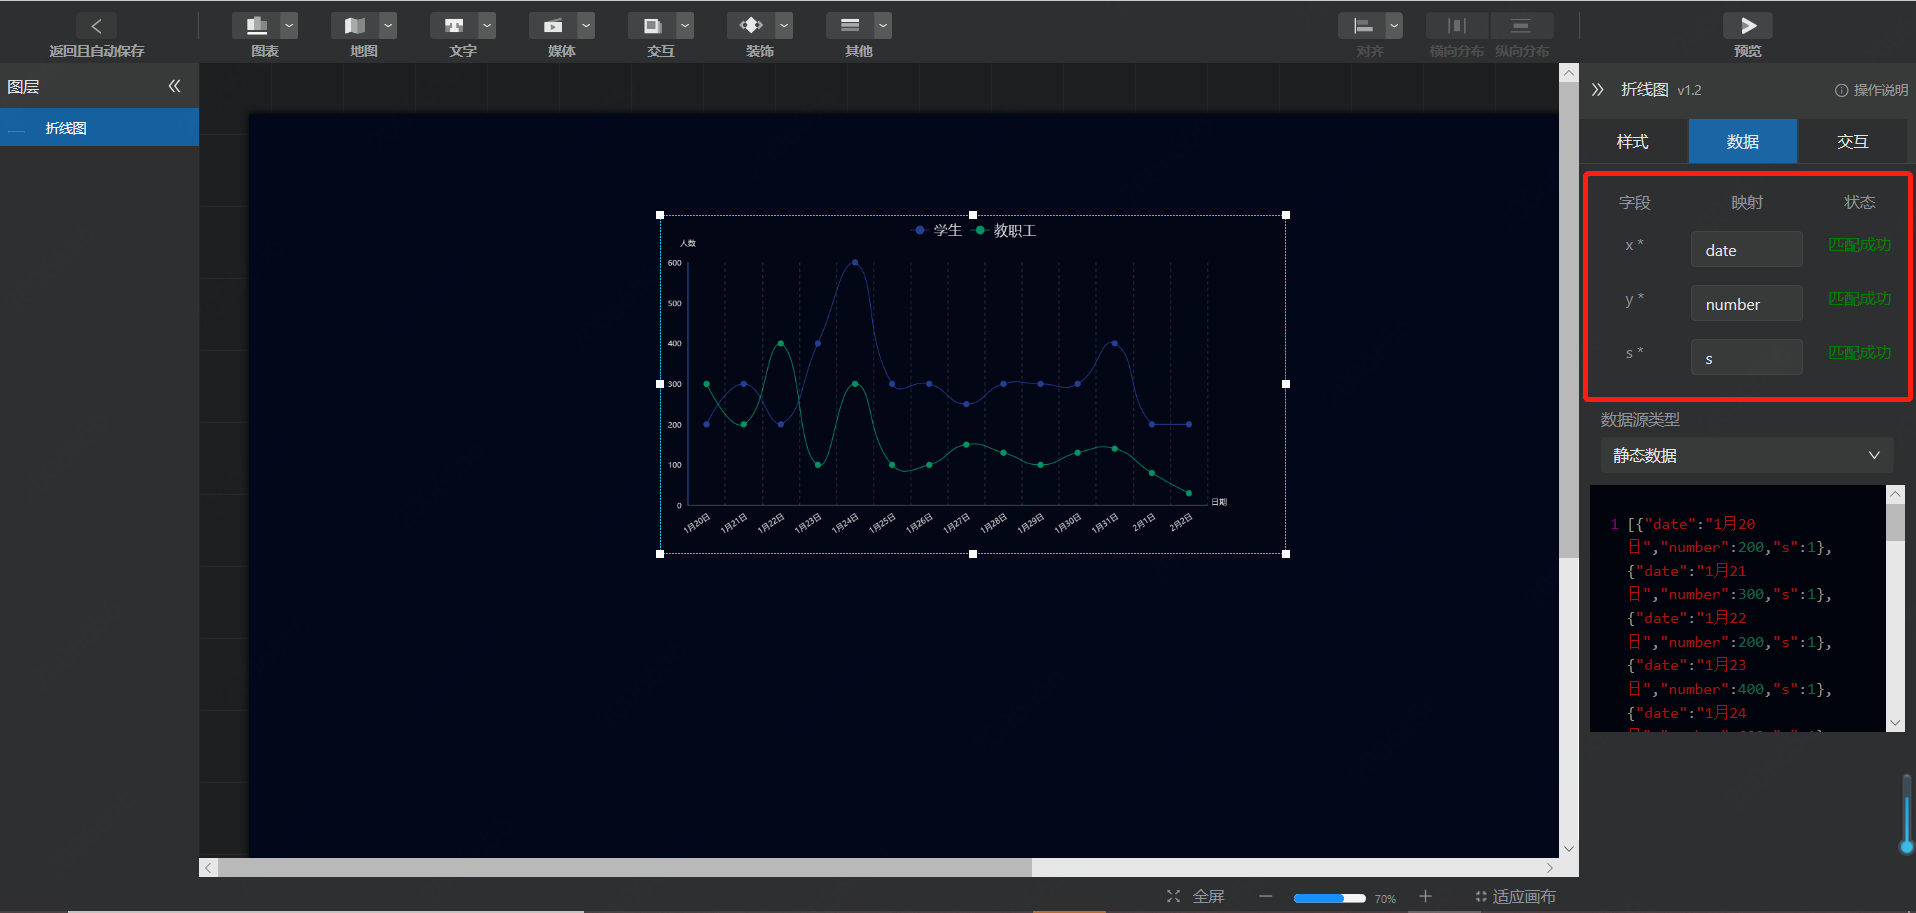 返回且自动保存
图表
地图
文字
媒体
交互
装饰
其他
对齐
横向分布
纵向分布
预览
图层
折线图
学生
教职工
人数
600
500
400
300
200
100
0
日期
1月20日
1月21日
1月22日
1月23日
1月24日
1月25日
1月26日
1月27日
1月28日
1月29日
1月30日
1月31日
2月1日
2月2日
折线图 v1.2
操作说明
样式
数据
交互
字段 映射 状态
x * date 匹配成功
y * number 匹配成功
s * s 匹配成功
数据源类型
静态数据
1 [{"date":"1月20
日","number":200,"s":1},
{"date":"1月21
日","number":300,"s":1},
{"date":"1月22
日","number":200,"s":1},
{"date":"1月23
日","number":400,"s":1},
{"date":"1月24
全屏
70%
适应画布